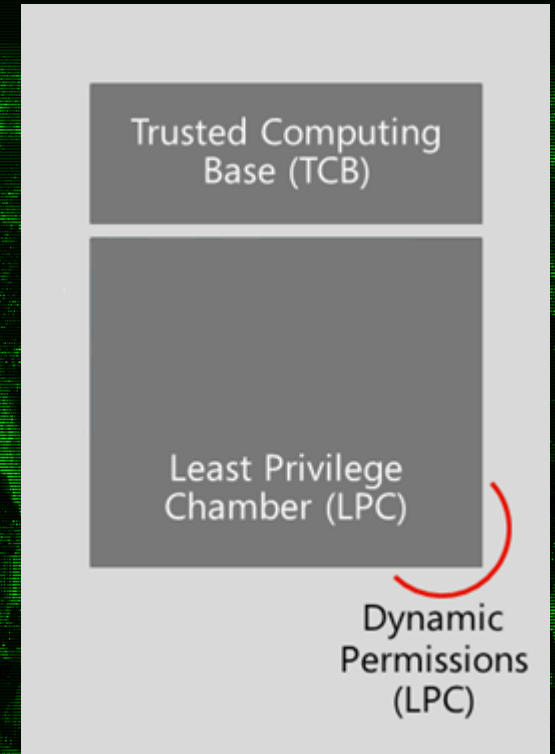 Trusted Computing
Base (TCB)
Least Privilege
Chamber (LPC)
Dynamic
Permissions
(LPC)